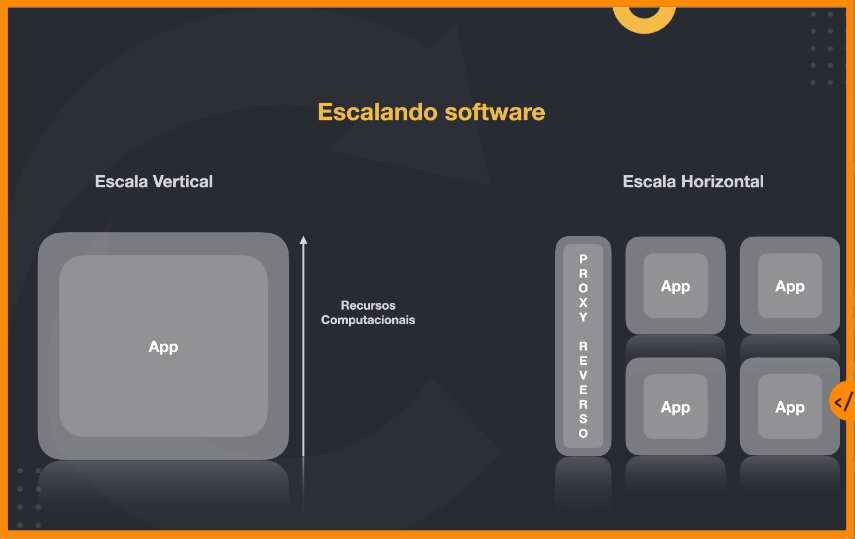 Escalando software
Escala Vertical
Escala Horizontal
App
Recursos
Computacionais
PROXY REVERSO
App
App
App
App
</>